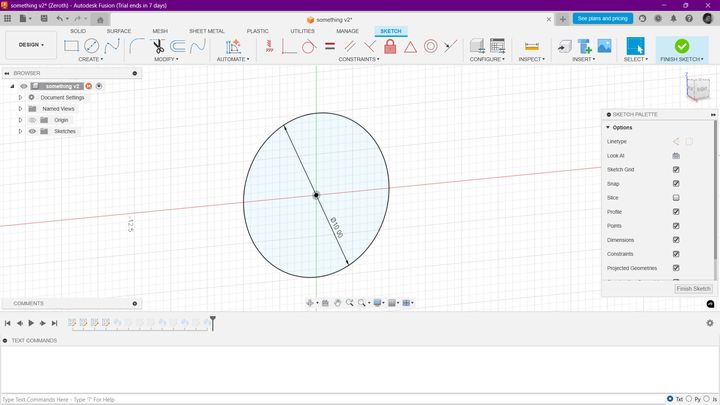 something v2* (Zeroth) - Autodesk Fusion (Trial ends in 7 days)
something v2*
See plans and pricing
SOLID
SURFACE
MESH
SHEET METAL
PLASTIC
UTILITIES
MANAGE
SKETCH
DESIGN
CREATE
MODIFY
AUTOMATE
CONSTRAINTS
CONFIGURE
INSPECT
INSERT
SELECT
FINISH SKETCH
BROWSER
something v2
Document Settings
Named Views
Origin
Sketches
-12.5
Ø10.00
SKETCH PALETTE
Options
Linetype
Look At
Sketch Grid
Snap
Slice
Profile
Points
Dimensions
Constraints
Projected Geometries
Finish Sketch
COMMENTS
TEXT COMMANDS
Type Text Commands Here - Type '?' For Help
Txt
Py
Js